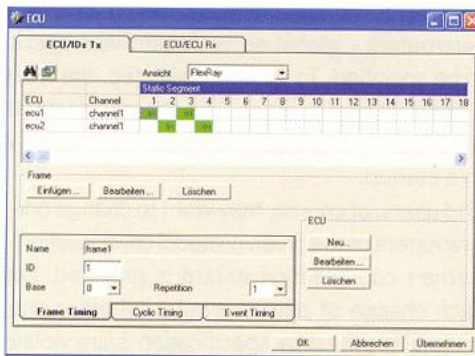 ECU
ECU/IDs Tx
ECU/ECU Rx
Ansicht FlexRay
Static Segment
ECU Channel 1 2 3 4 5 6 7 8 9 10 11 12 13 14 15 16 17 18
ecu1 channel1
ecu2 channel1
Frame
Einfügen... Bearbeiten... Löschen
ECU
Name frame1
ID 1
Base 0 Repetition 1
Neu...
Bearbeiten...
Löschen
Frame Timing Cyclic Timing Event Timing
OK Abbrechen Übernehmen